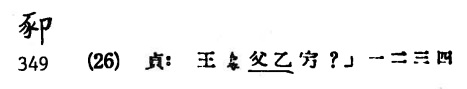 349 (26) 貞: 王 父乙 ? 」 一 二 三 四